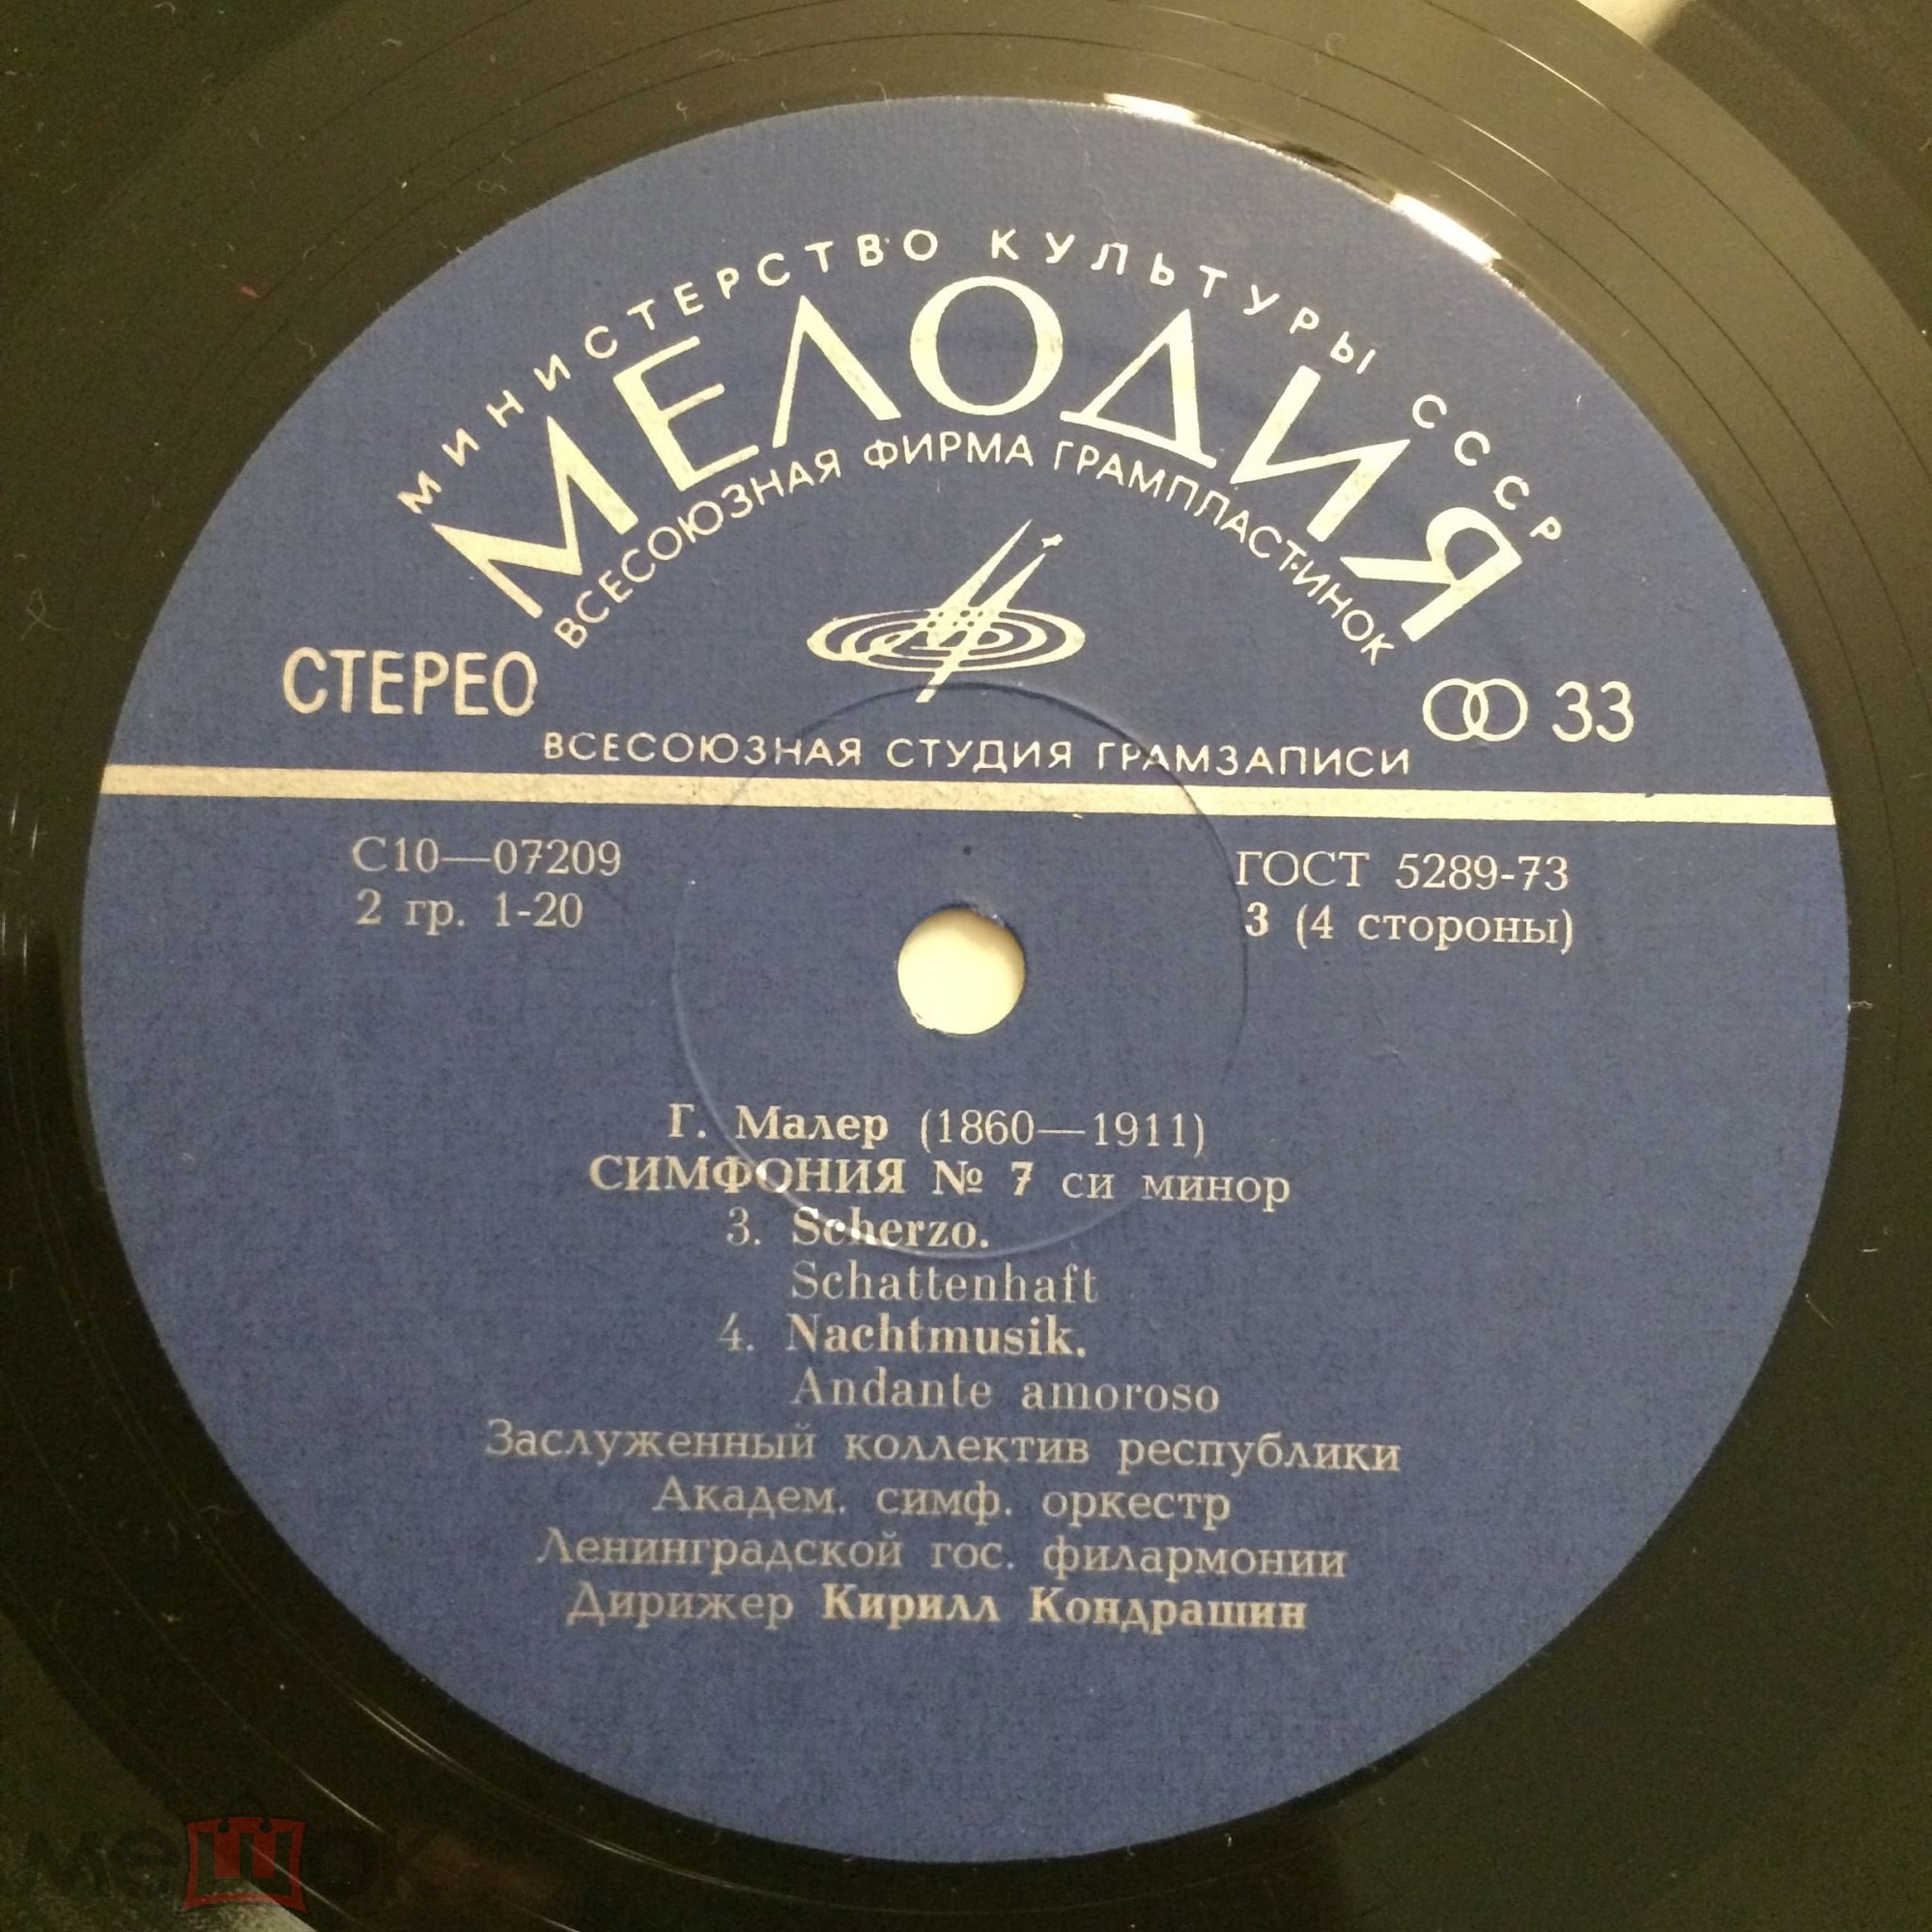 МИНИСТЕРСТВО КУЛЬТУРЫ СССР
МЕЛОДИЯ
ВСЕСОЮЗНАЯ ФИРМА ГРАМПЛАСТИНОК
СТЕРЕО
33
ВСЕСОЮЗНАЯ СТУДИЯ ГРАМЗАПИСИ
С10—07209
ГОСТ 5289-73
2 гр. 1-20
3 (4 стороны)
Г. Малер (1860—1911)
СИМФОНИЯ № 7 си минор
3. Scherzo.
Schattenhaft
4. Nachtmusik.
Andante amoroso
Заслуженный коллектив республики
Академ. симф. оркестр
Ленинградской гос. филармонии
Дирижер Кирилл Кондрашин
мешок